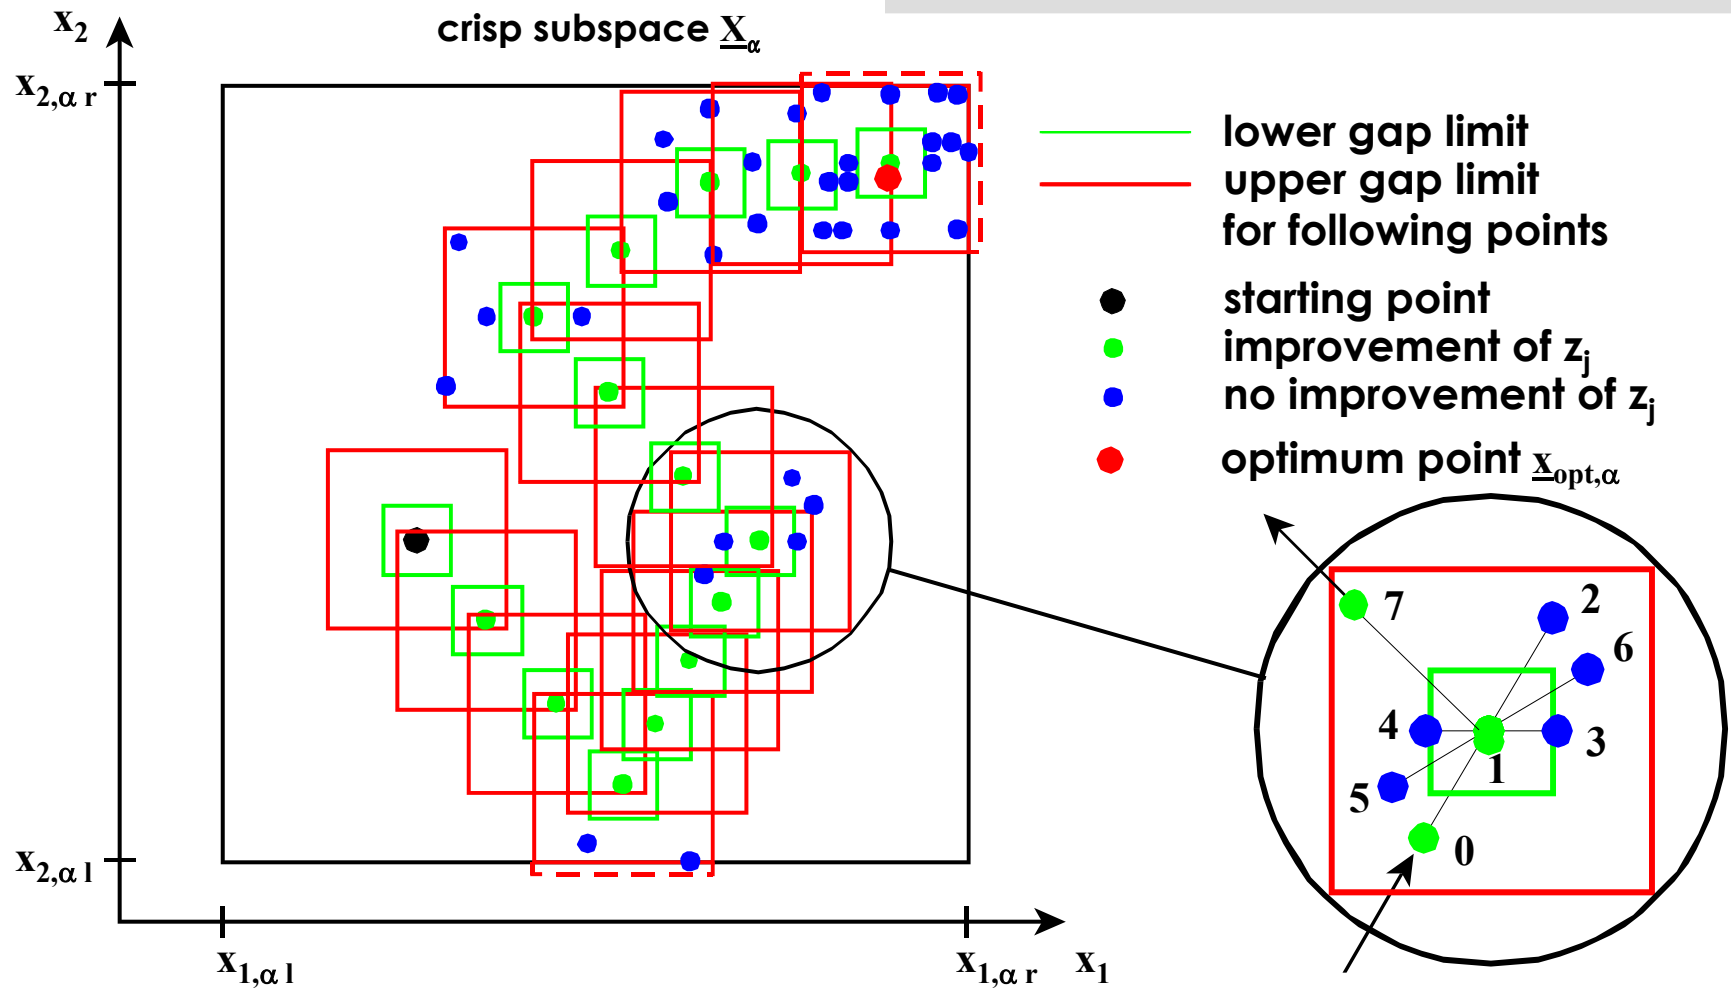 x2
crisp subspace Xα
x2,α r
lower gap limit
upper gap limit
for following points
starting point
improvement of zj
no improvement of zj
optimum point xopt,α
7
2
6
4
3
1
5
0
x2,α l
x1,α l
x1,α r
x1